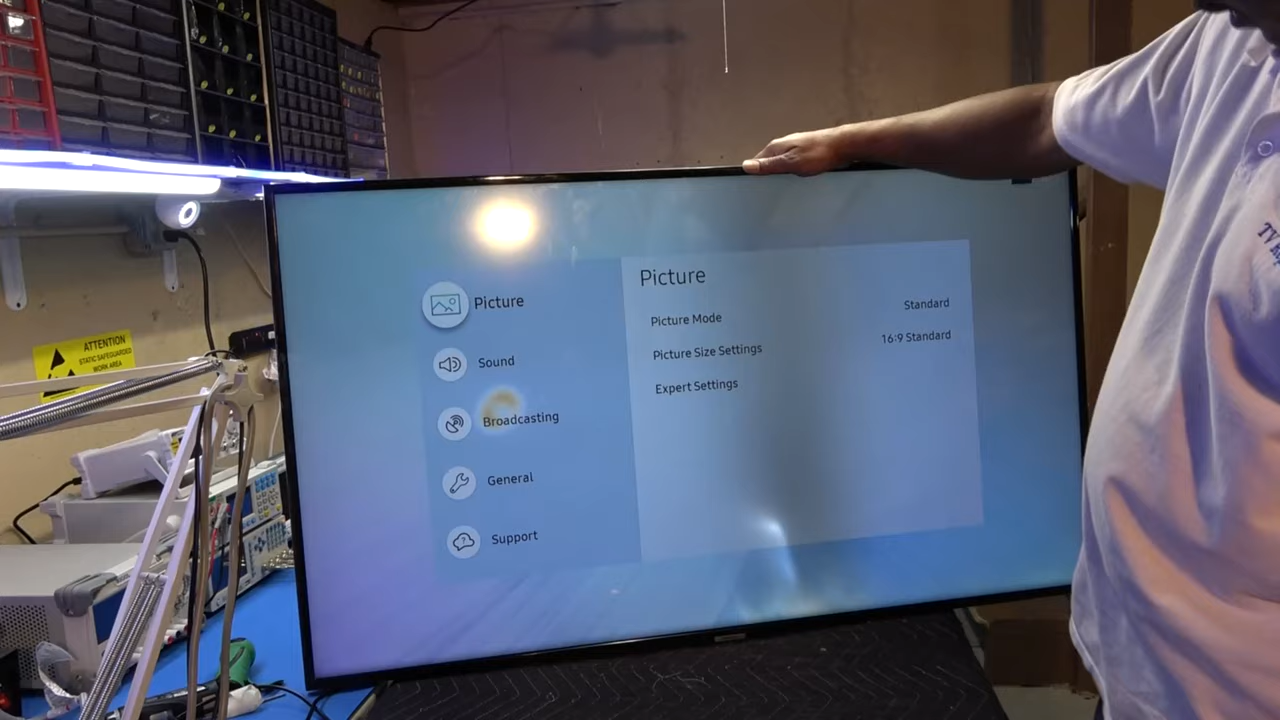 ATTENTION
STATIC SAFEGUARDED
WORK AREA
Picture
Sound
Broadcasting
General
Support
Picture
Picture Mode
Standard
Picture Size Settings
16:9 Standard
Expert Settings
TV